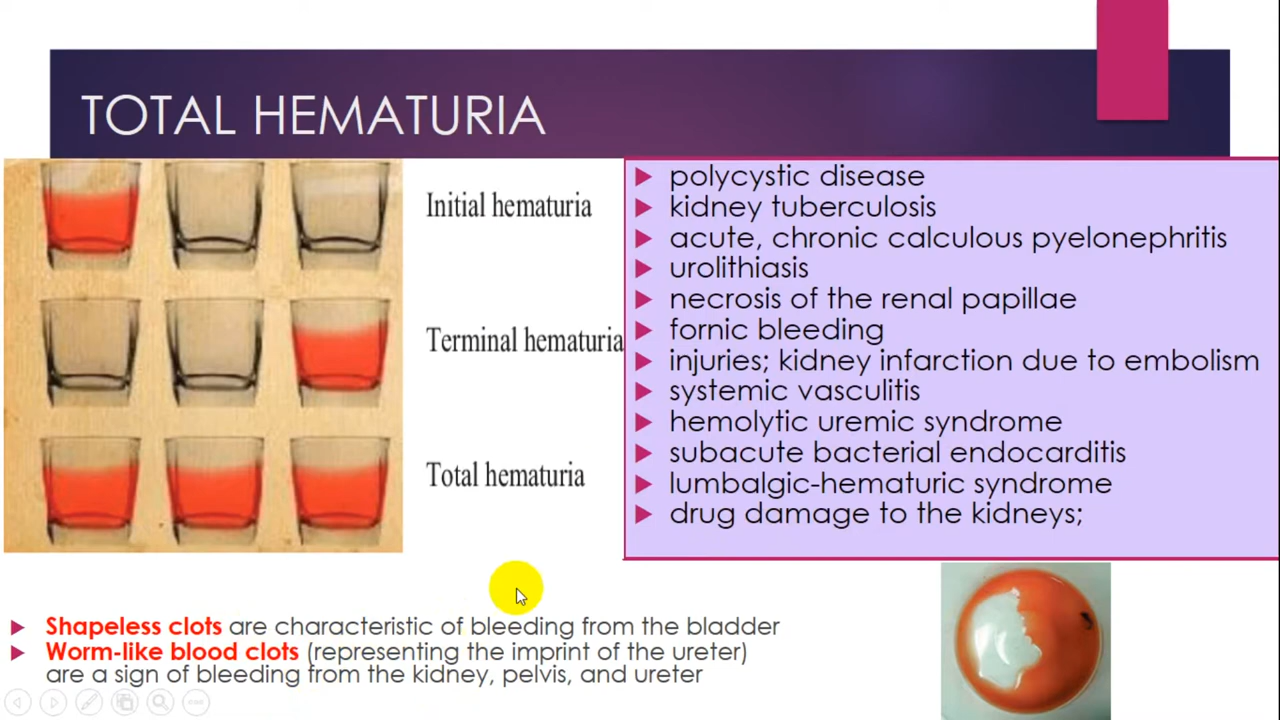 TOTAL HEMATURIA
Initial hematuria
Terminal hematuria
Total hematuria
polycystic disease
kidney tuberculosis
acute, chronic calculous pyelonephritis
urolithiasis
necrosis of the renal papillae
fornic bleeding
injuries; kidney infarction due to embolism
systemic vasculitis
hemolytic uremic syndrome
subacute bacterial endocarditis
lumbalgic-hematuric syndrome
drug damage to the kidneys;
Shapeless clots are characteristic of bleeding from the bladder
Worm-like blood clots (representing the imprint of the ureter)
are a sign of bleeding from the kidney, pelvis, and ureter